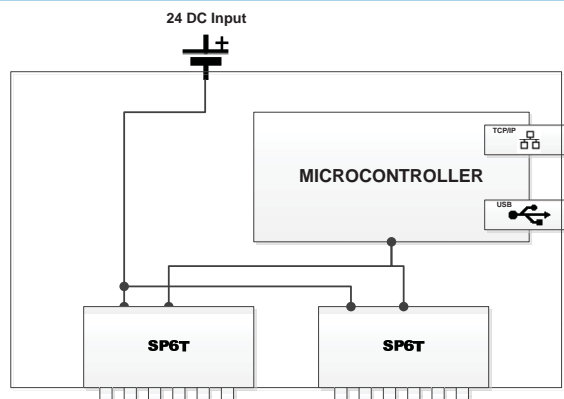 24 DC Input
TCP/IP
MICROCONTROLLER
USB
SP6T
SP6T